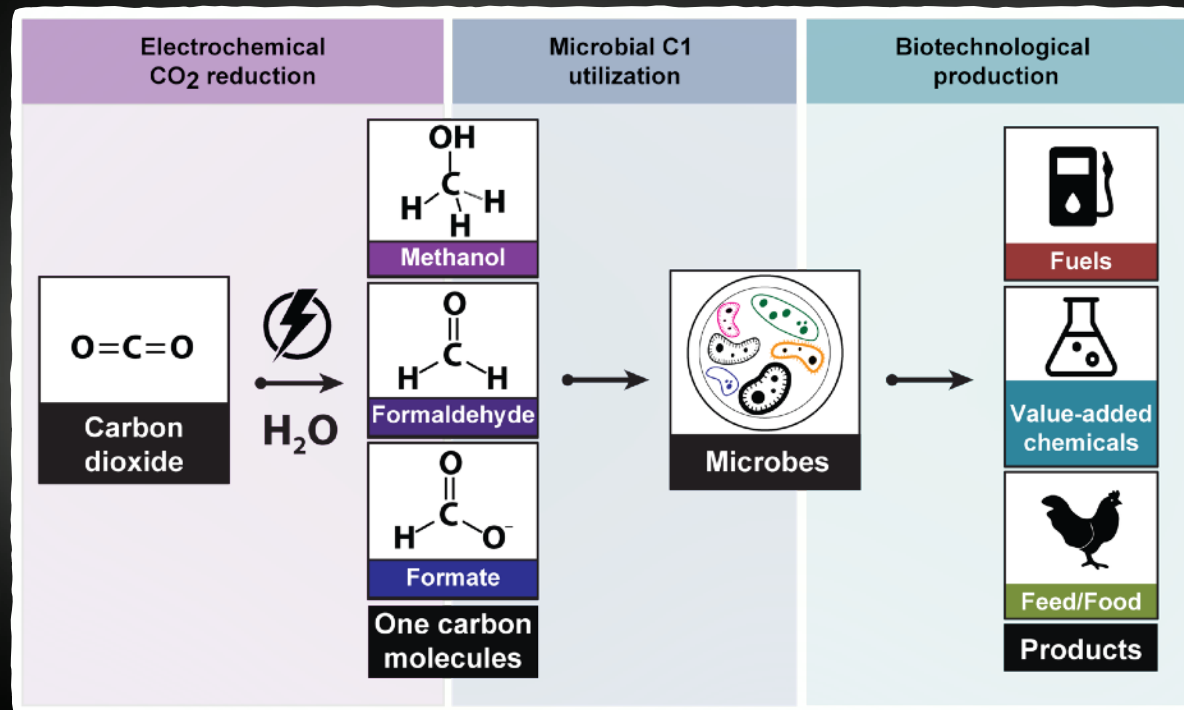 Electrochemical
CO2 reduction
Microbial C1
utilization
Biotechnological
production
O=C=O
Carbon
dioxide
H₂O
OH
C
H
H
H
Methanol
O
C
H
H
Formaldehyde
O
C
H
O⁻
Formate
One carbon
molecules
Microbes
Fuels
Value-added
chemicals
Feed/Food
Products